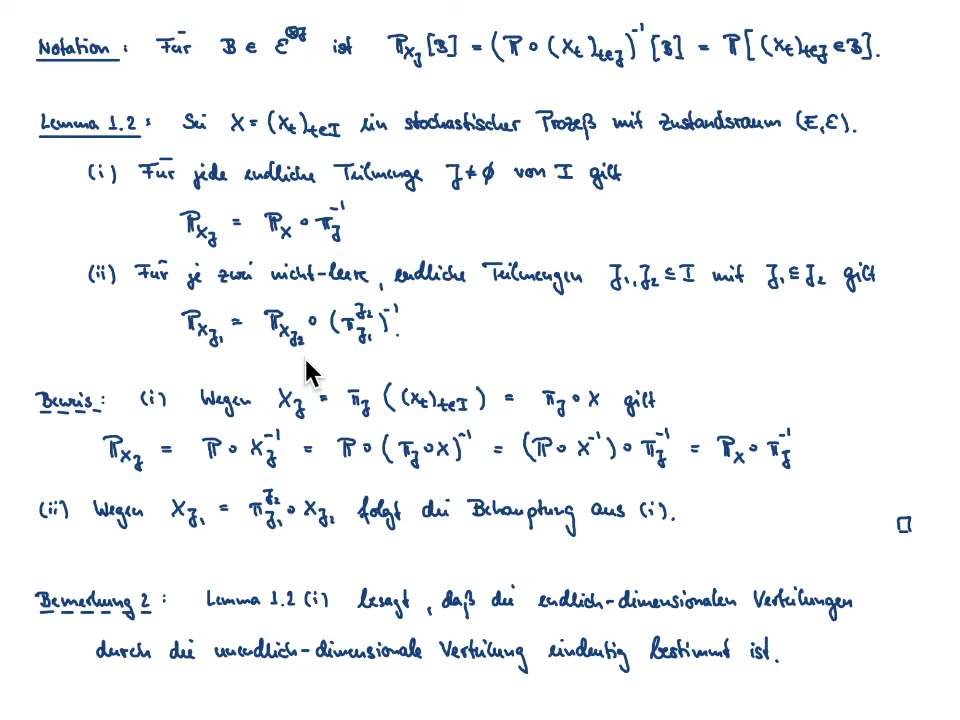 Notation: Für B ∈ ℰ^{⊗J} ist ℙ_{X_J}[B] = (ℙ ∘ (X_t)_{t∈J})^{-1}[B] = ℙ[(X_t)_{t∈J} ∈ B].
Lemma 1.2: Sei X = (X_t)_{t∈I} ein stochastischer Prozeß mit Zustandsraum (E,ℰ).
(i) Für jede endliche Teilmenge J ≠ ∅ von I gilt
ℙ_{X_J} = ℙ_X ∘ π_J^{-1}
(ii) Für je zwei nicht-leere, endliche Teilmengen J_1, J_2 ⊆ I mit J_1 ⊆ J_2 gilt
ℙ_{X_{J_1}} = ℙ_{X_{J_2}} ∘ (π_{J_1}^{J_2})^{-1}.
Beweis: (i) Wegen X_J = π_J((X_t)_{t∈I}) = π_J ∘ X gilt
ℙ_{X_J} = ℙ ∘ X_J^{-1} = ℙ ∘ (π_J ∘ X)^{-1} = (ℙ ∘ X^{-1}) ∘ π_J^{-1} = ℙ_X ∘ π_J^{-1}
(ii) Wegen X_{J_1} = π_{J_1}^{J_2} ∘ X_{J_2} folgt die Behauptung aus (i). □
Bemerkung 2: Lemma 1.2 (i) besagt, daß die endlich-dimensionalen Verteilungen
durch die unendlich-dimensionale Verteilung eindeutig bestimmt ist.